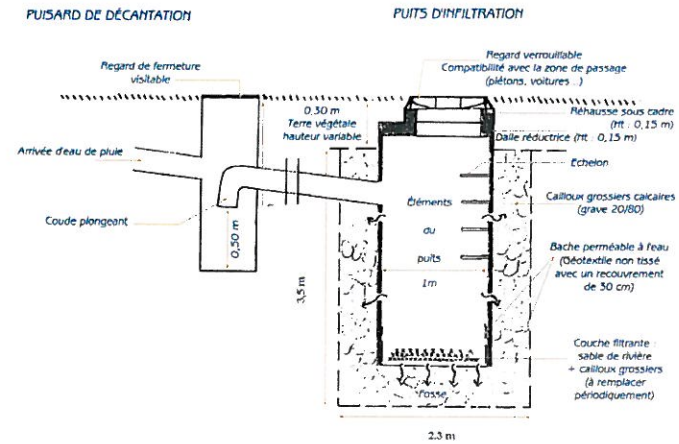 PUISARD DE DÉCANTATION
PUITS D'INFILTRATION
Regard de fermeture
visitable
Regard verrouillable
Compatibilité avec la zone de passage
(piétons, voitures...)
0,30 m
Terre végétale
hauteur variable
Réhausse sous cadre
(Ht : 0,15 m)
Dalle réductrice (Ht : 0,15 m)
Arrivée d'eau de pluie
Echelon
Coude plongeant
Éléments
du
puits
1m
Cailloux grossiers calcaires
(grave 20/80)
0,50 m
3,5 m
Bache perméable à l'eau
(Géotextile non tissé
avec un recouvrement
de 30 cm)
Couche filtrante :
sable de rivière
+ cailloux grossiers
(à remplacer
périodiquement)
Fosse
2.3 m